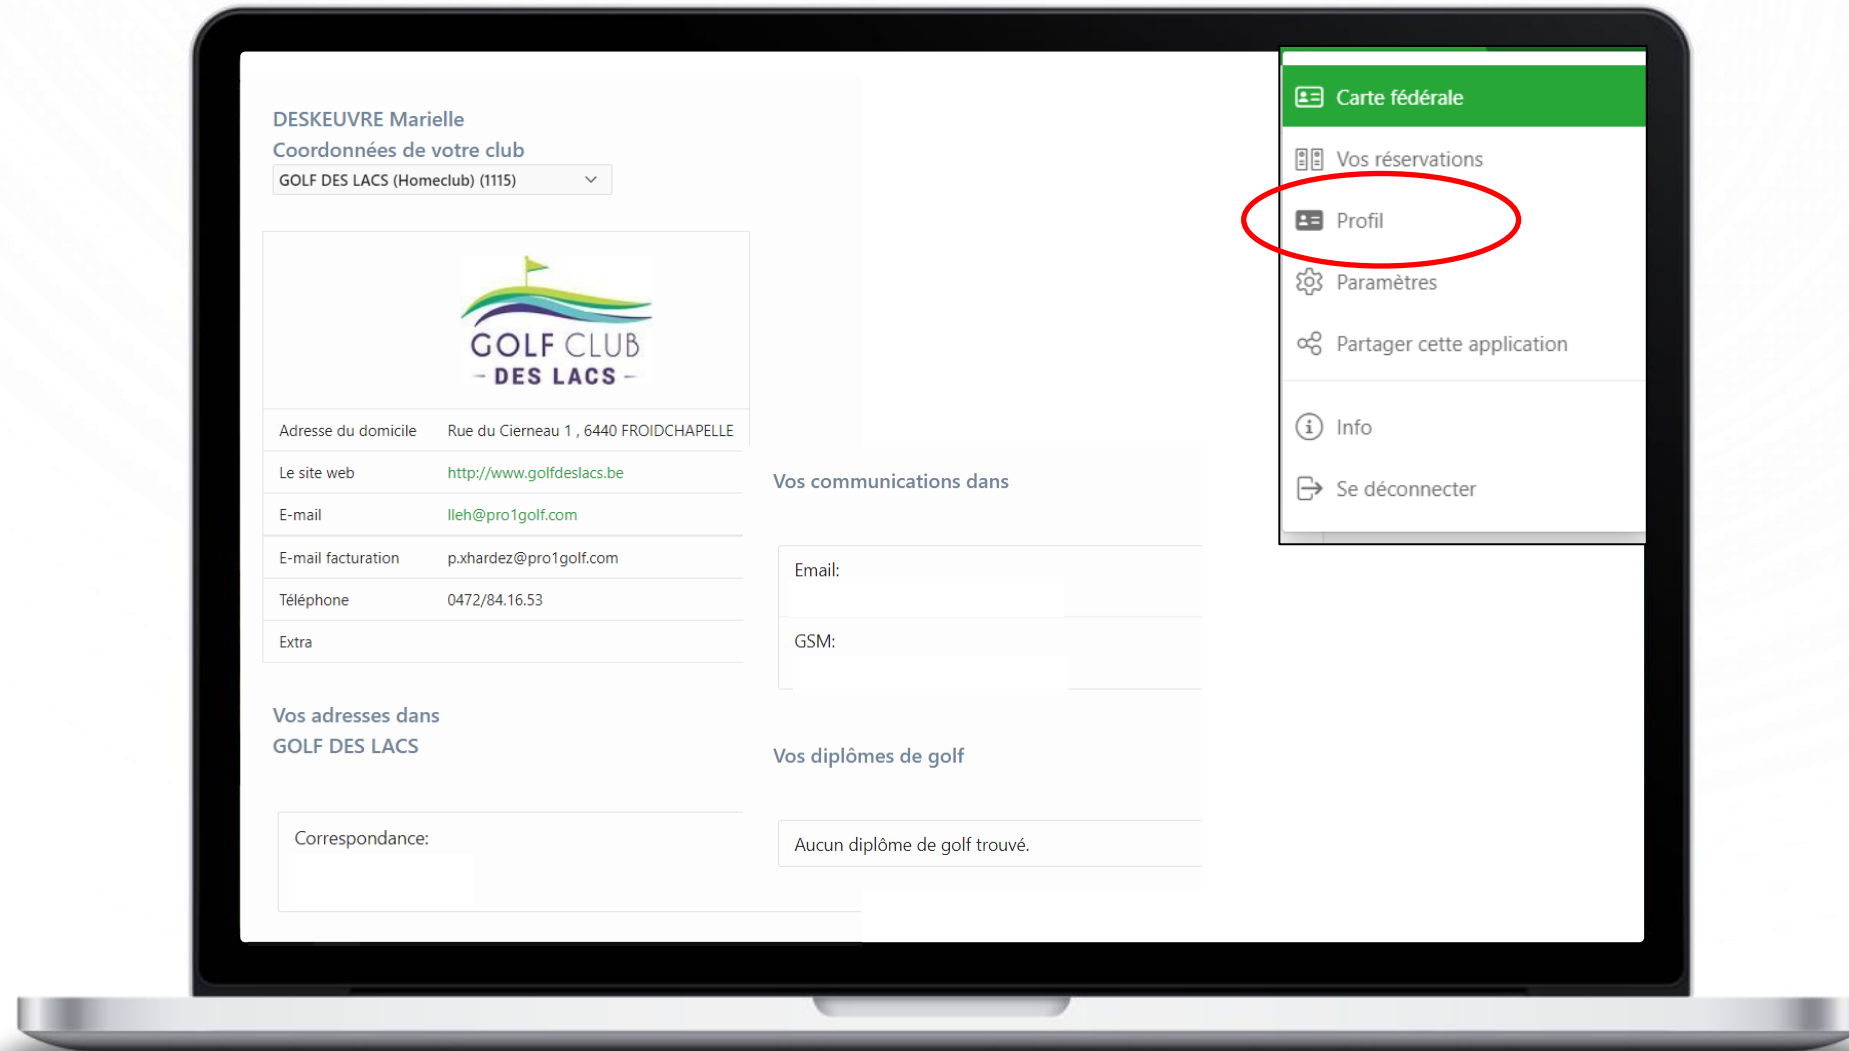 DESKEUVRE Marielle
Coordonnées de votre club
GOLF DES LACS (Homeclub) (1115)
GOLF CLUB
- DES LACS -
Adresse du domicile Rue du Cierneau 1 , 6440 FROIDCHAPELLE
Le site web http://www.golfdeslacs.be
E-mail lleh@pro1golf.com
E-mail facturation p.xhardez@pro1golf.com
Téléphone 0472/84.16.53
Extra
Vos adresses dans
GOLF DES LACS
Correspondance:
Vos communications dans
Email:
GSM:
Vos diplômes de golf
Aucun diplôme de golf trouvé.
Carte fédérale
Vos réservations
Profil
Paramètres
Partager cette application
Info
Se déconnecter